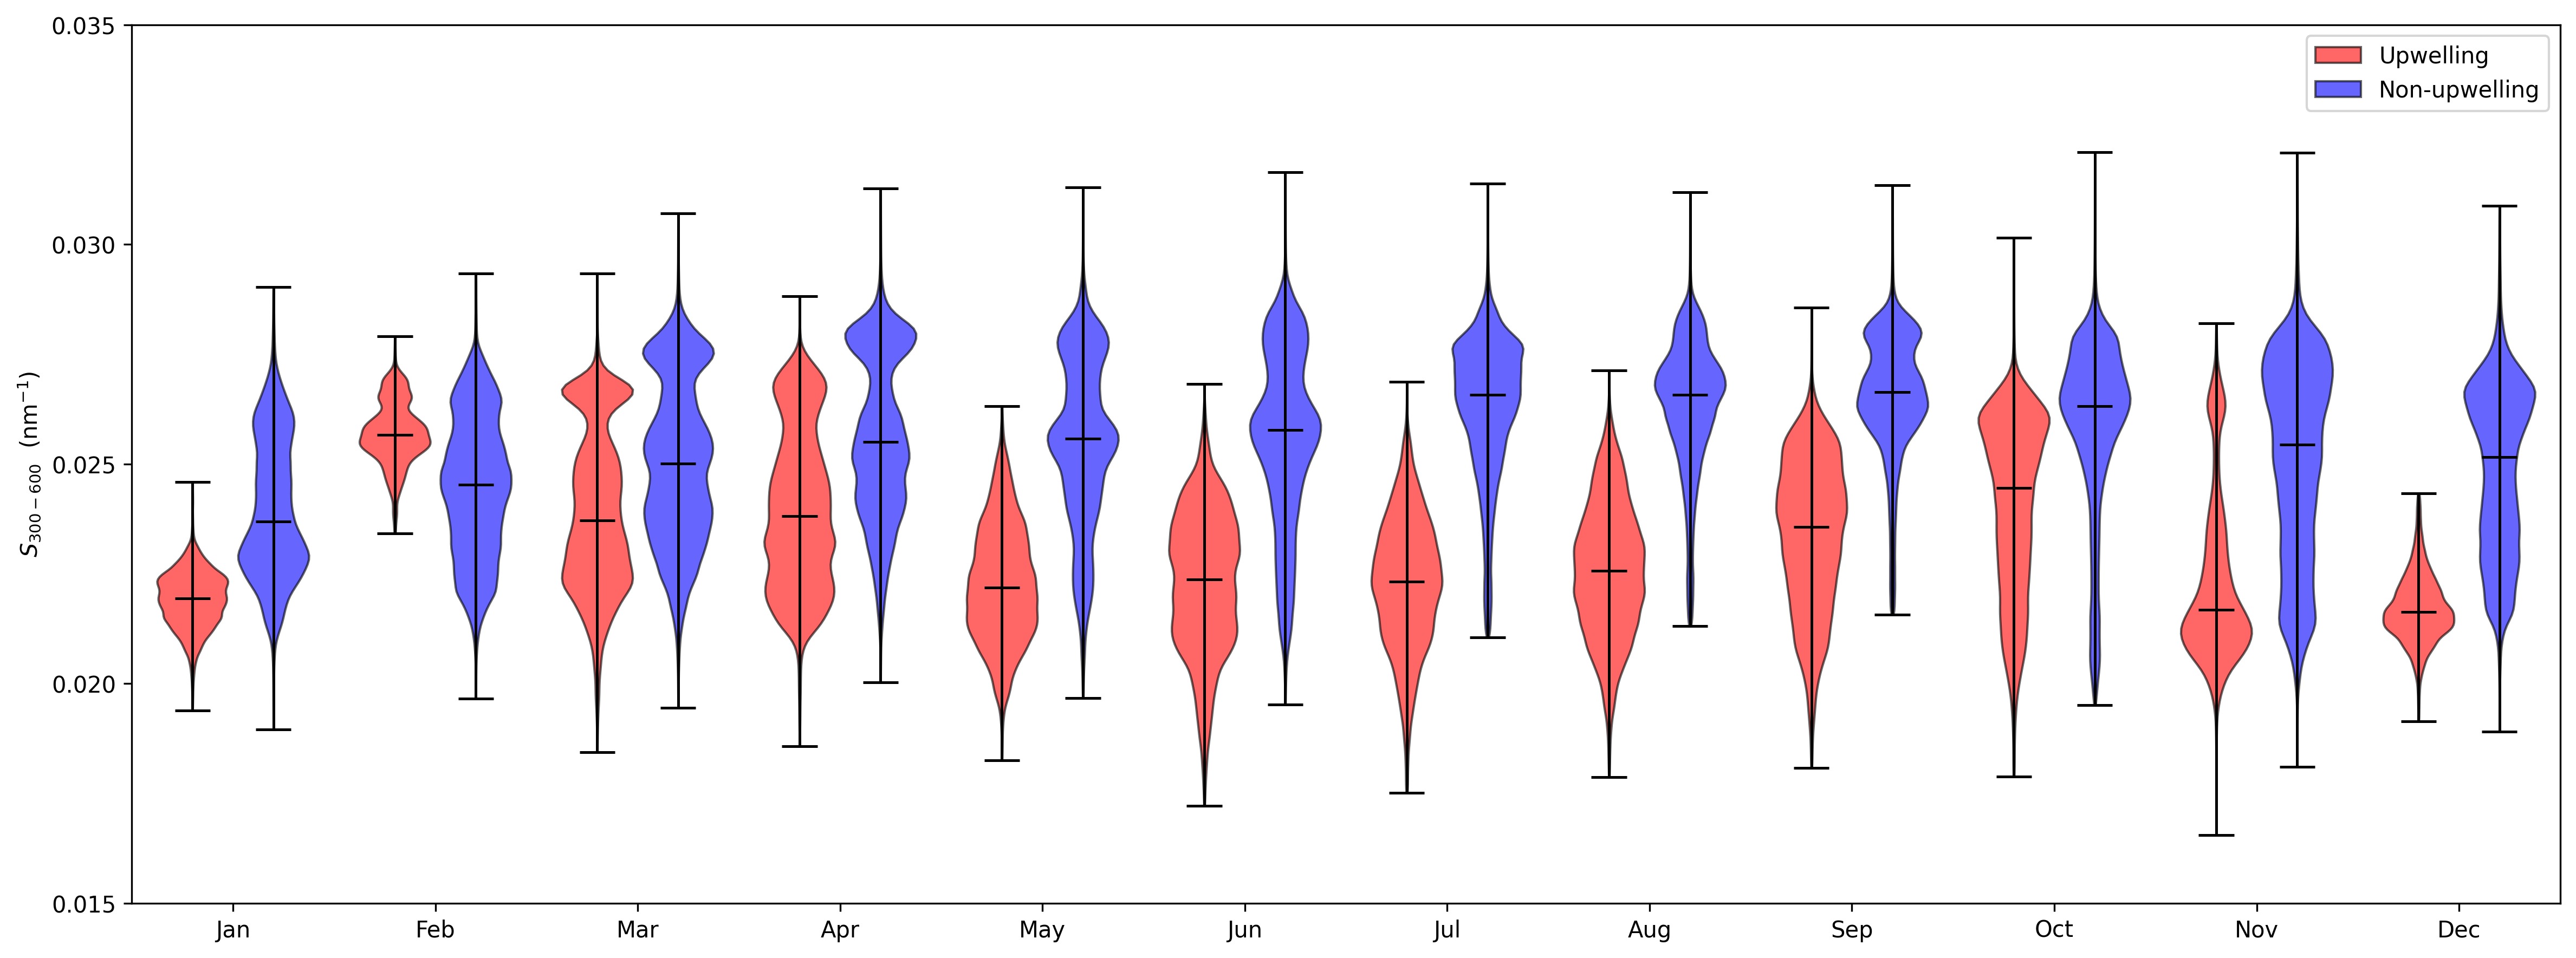 0.035
0.030
0.025
0.020
0.015
S300−600 (nm−1)
Upwelling
Non-upwelling
Jan Feb Mar Apr May Jun Jul Aug Sep Oct Nov Dec